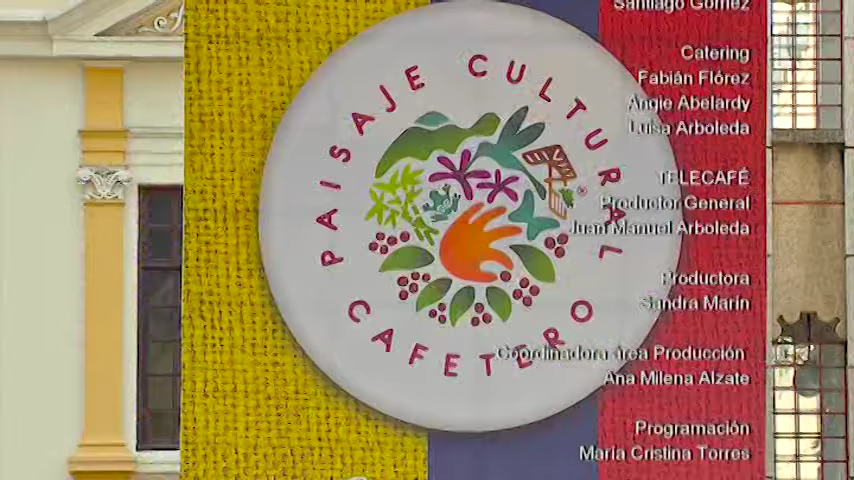 PAISAJE CULTURAL
CAFETERO
®
Santiago Gómez
Catering
Fabián Flórez
Angie Abelardy
Luisa Arboleda
TELECAFÉ
Productor General
Juan Manuel Arboleda
Productora
Sandra Marín
Coordinadora área Producción
Ana Milena Alzate
Programación
María Cristina Torres